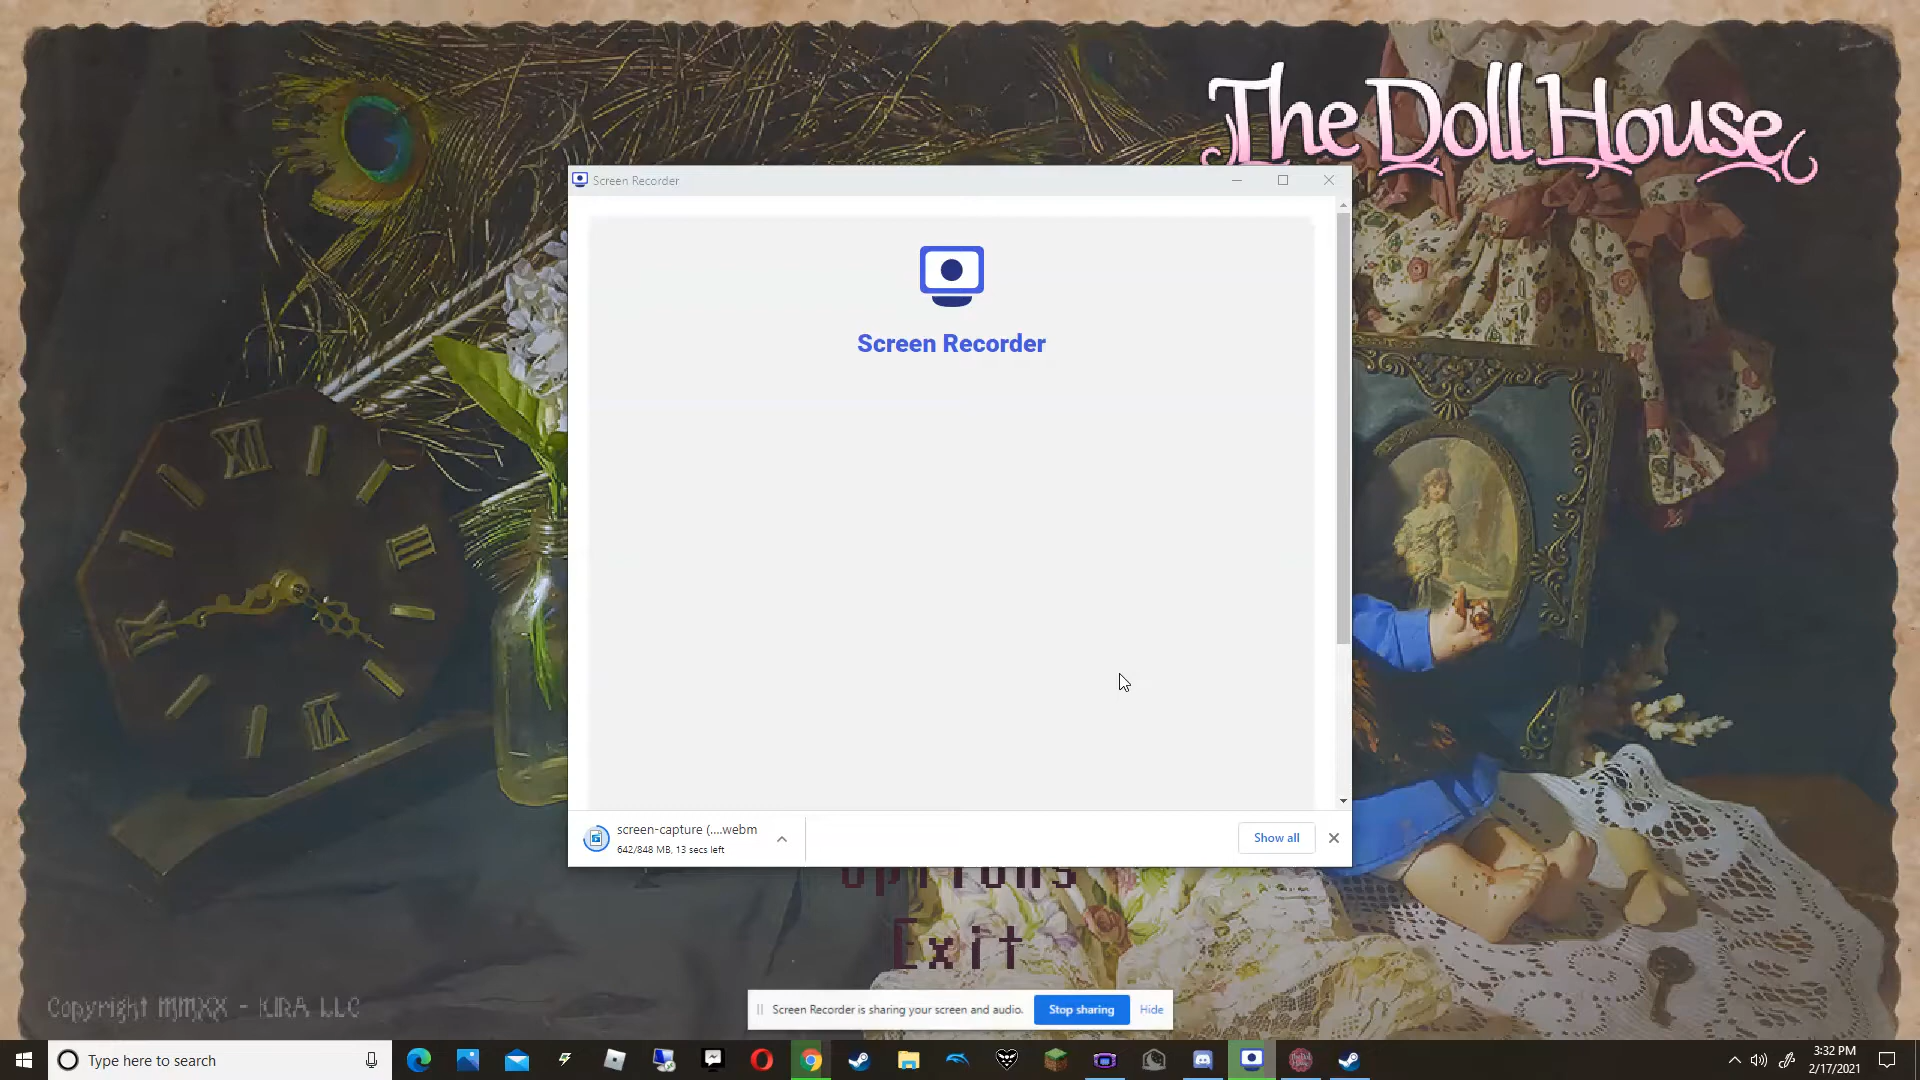 The Doll House
Screen Recorder
Screen Recorder
screen-capture (....webm
642/848 MB, 13 secs left
Show all
Options
Exit
Copyright MMXX - KIRA LLC
Screen Recorder is sharing your screen and audio.
Stop sharing
Hide
Type here to search
3:32 PM
2/17/2021